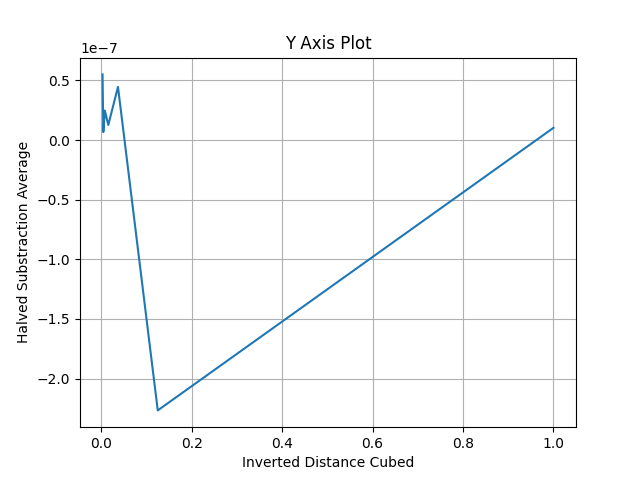 Y Axis Plot
1e−7
0.5
0.0
−0.5
−1.0
−1.5
−2.0
Halved Substraction Average
0.0 0.2 0.4 0.6 0.8 1.0
Inverted Distance Cubed